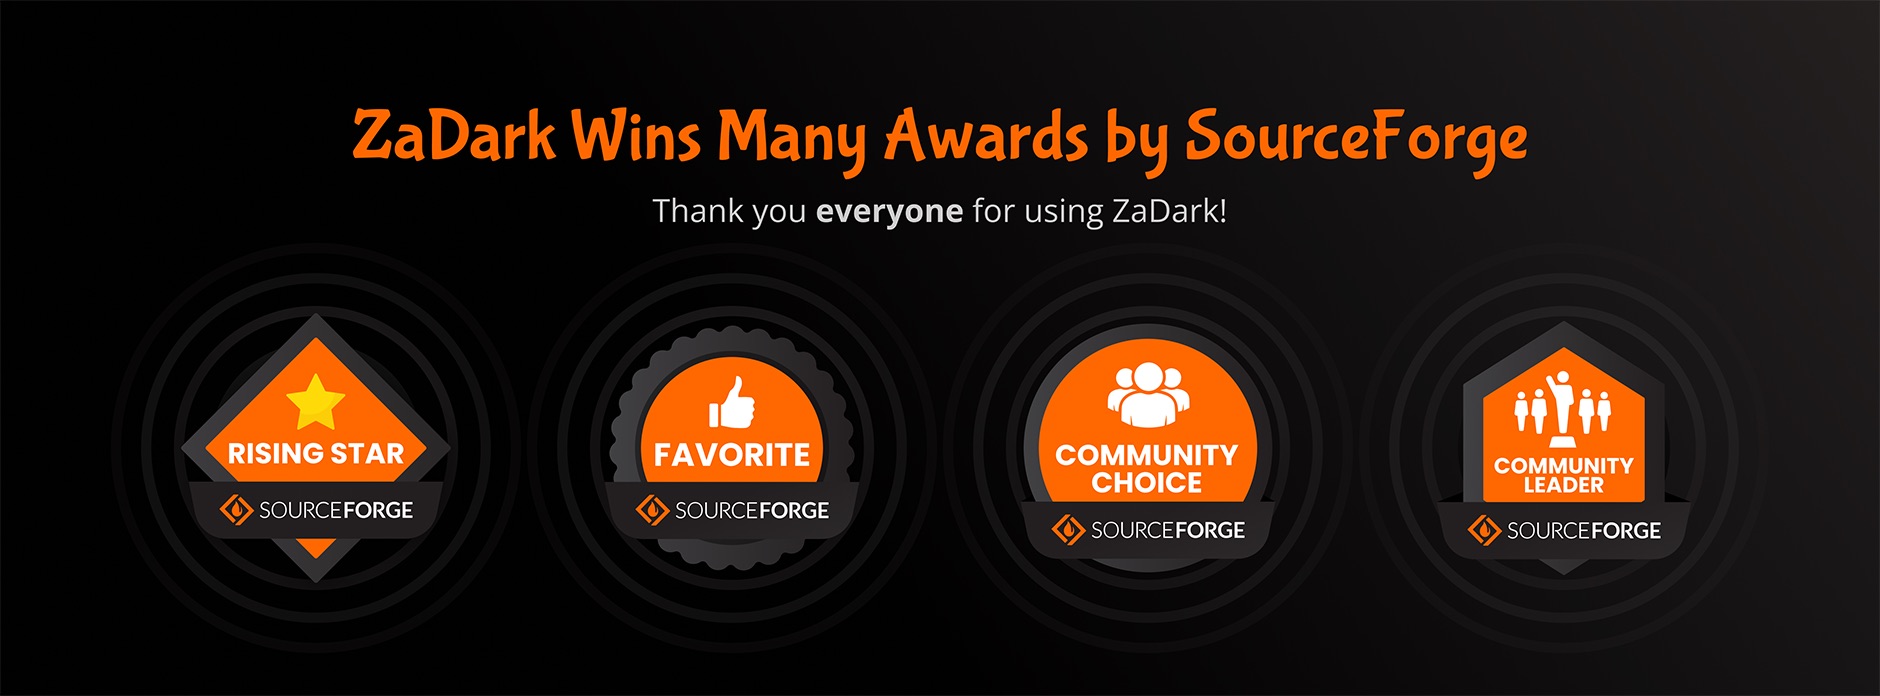 ZaDark Wins Many Awards by SourceForge
Thank you everyone for using ZaDark!
RISING STAR
SOURCEFORGE
FAVORITE
SOURCEFORGE
COMMUNITY
CHOICE
SOURCEFORGE
COMMUNITY
LEADER
SOURCEFORGE